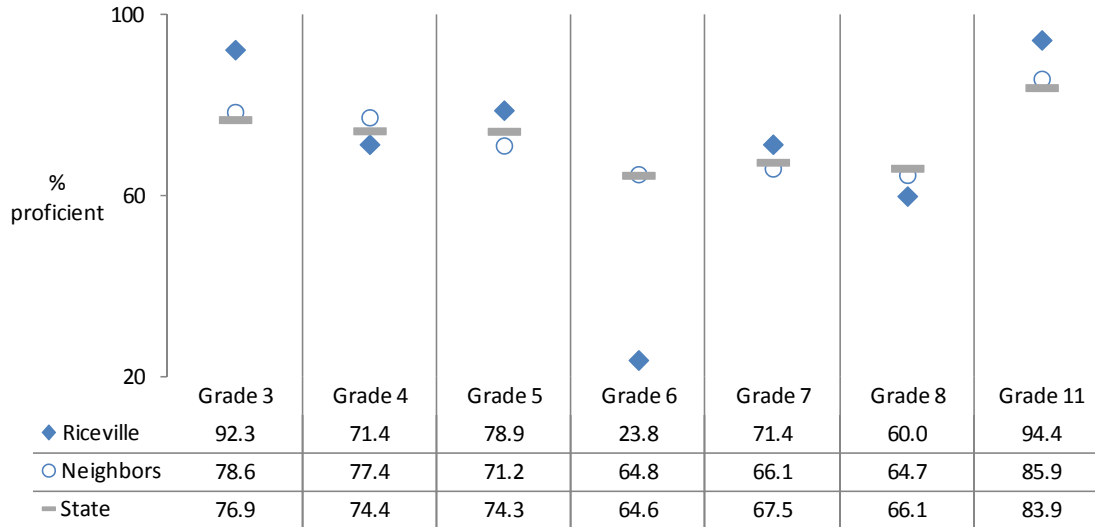 100
%
proficient
60
20
Grade 3 Grade 4 Grade 5 Grade 6 Grade 7 Grade 8 Grade 11
Riceville 92.3 71.4 78.9 23.8 71.4 60.0 94.4
Neighbors 78.6 77.4 71.2 64.8 66.1 64.7 85.9
State 76.9 74.4 74.3 64.6 67.5 66.1 83.9